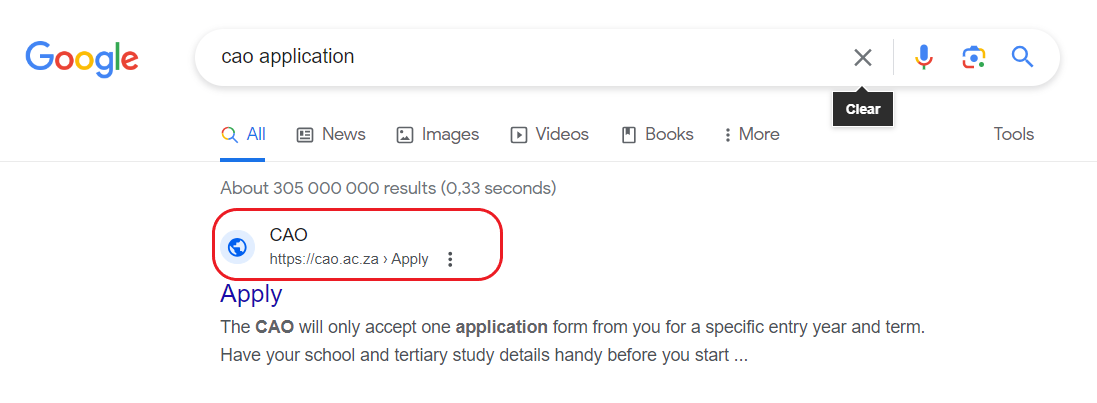 Google
cao application
Clear
All News Images Videos Books More Tools
About 305 000 000 results (0,33 seconds)
CAO
https://cao.ac.za › Apply
Apply
The CAO will only accept one application form from you for a specific entry year and term.
Have your school and tertiary study details handy before you start ...